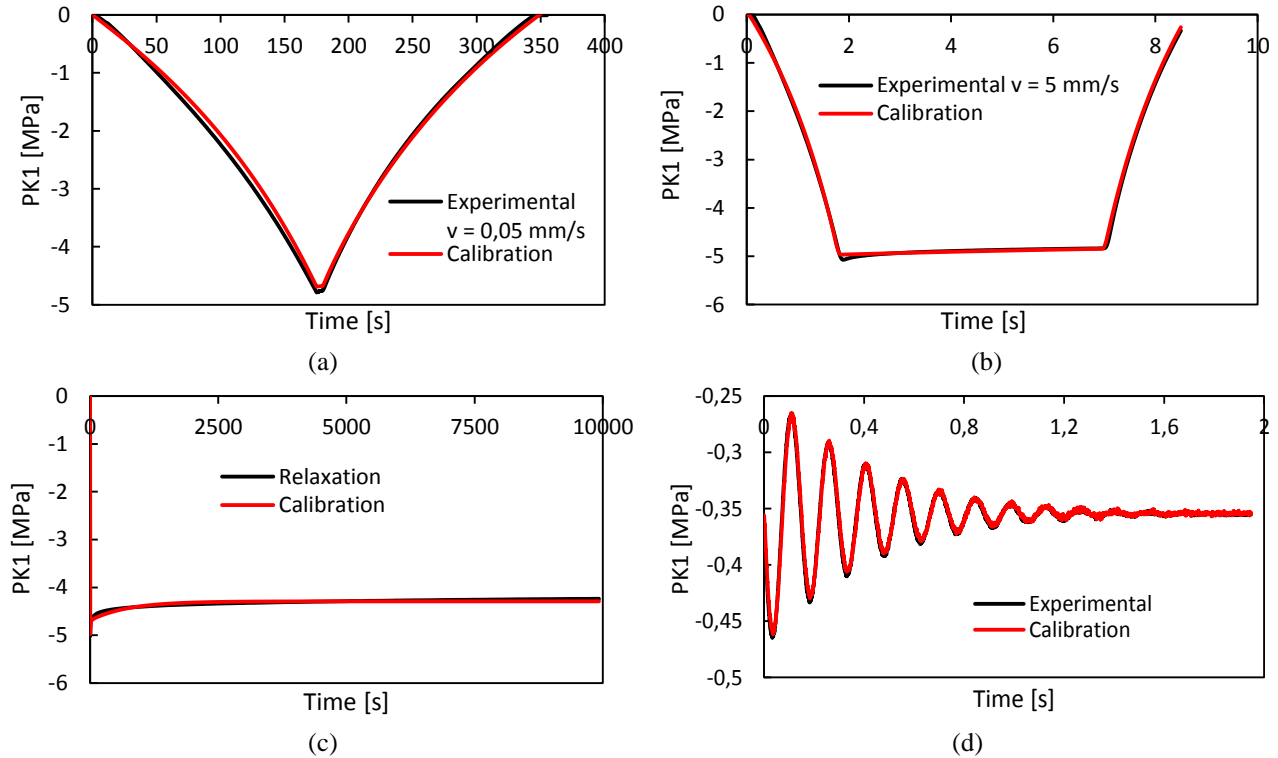 0 50 100 150 200 250 300 350 400
0
-1
-2
-3
-4
-5
PK1 [MPa]
Time [s]
Experimental
v = 0,05 mm/s
Calibration
(a)
0 2 4 6 8 10
0
-1
-2
-3
-4
-5
-6
PK1 [MPa]
Time [s]
Experimental v = 5 mm/s
Calibration
(b)
0 2500 5000 7500 10000
0
-1
-2
-3
-4
-5
-6
PK1 [MPa]
Time [s]
Relaxation
Calibration
(c)
-0,25
0 0,4 0,8 1,2 1,6 2
-0,3
-0,35
-0,4
-0,45
-0,5
PK1 [MPa]
Time [s]
Experimental
Calibration
(d)